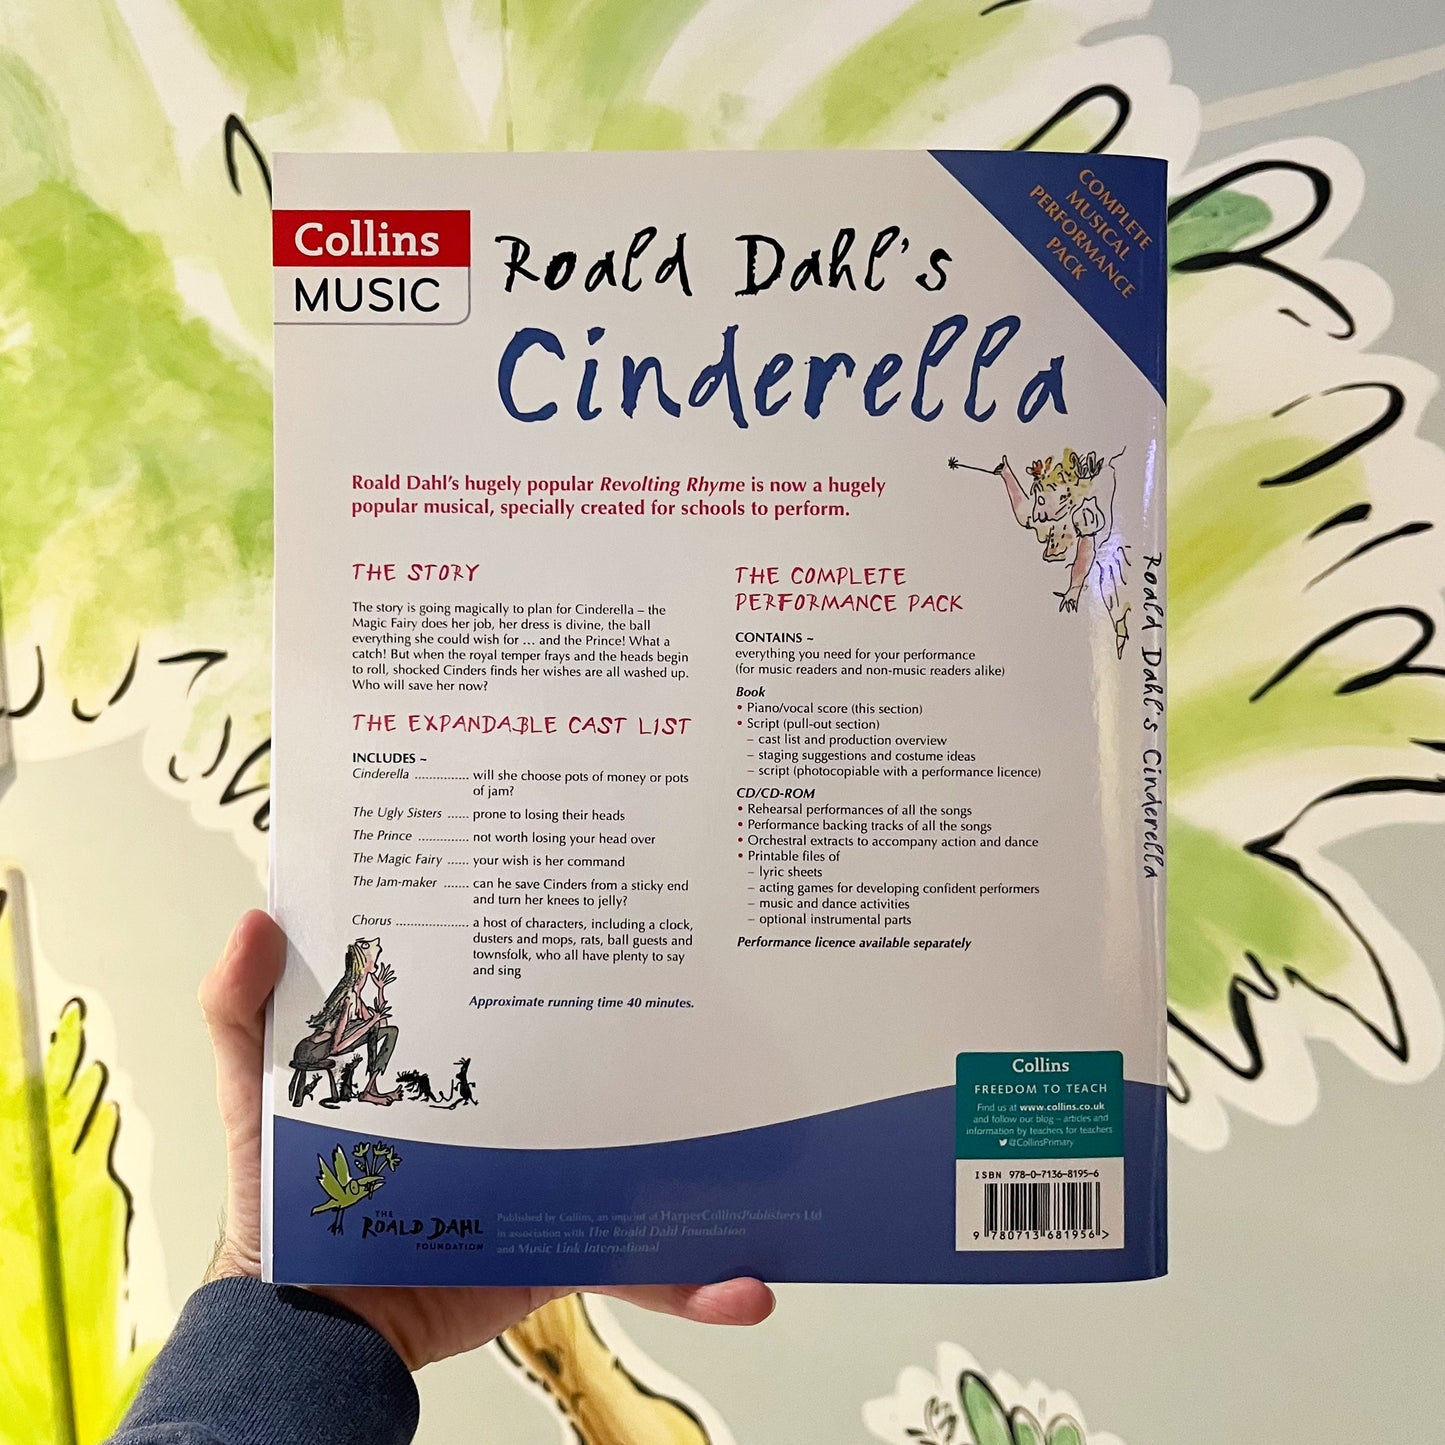 Collins
MUSIC
Roald Dahl's
Cinderella
COMPLETE
MUSICAL
PERFORMANCE
PACK
Roald Dahl's hugely popular Revolting Rhyme is now a hugely
popular musical, specially created for schools to perform.
THE STORY
The story is going magically to plan for Cinderella – the
Magic Fairy does her job, her dress is divine, the ball
everything she could wish for ... and the Prince! What a
catch! But when the royal temper frays and the heads begin
to roll, shocked Cinders finds her wishes are all washed up.
Who will save her now?
THE EXPANDABLE CAST LIST
INCLUDES ~
Cinderella ............... will she choose pots of money or pots
of jam?
The Ugly Sisters ...... prone to losing their heads
The Prince .............. not worth losing your head over
The Magic Fairy ...... your wish is her command
The Jam-maker ....... can he save Cinders from a sticky end
and turn her knees to jelly?
Chorus .................... a host of characters, including a clock,
dusters and mops, rats, ball guests and
townsfolk, who all have plenty to say
and sing
Approximate running time 40 minutes.
THE COMPLETE
PERFORMANCE PACK
CONTAINS ~
everything you need for your performance
(for music readers and non-music readers alike)
Book
• Piano/vocal score (this section)
• Script (pull-out section)
– cast list and production overview
– staging suggestions and costume ideas
– script (photocopiable with a performance licence)
CD/CD-ROM
• Rehearsal performances of all the songs
• Performance backing tracks of all the songs
• Orchestral extracts to accompany action and dance
• Printable files of
– lyric sheets
– acting games for developing confident performers
– music and dance activities
– optional instrumental parts
Performance licence available separately
Roald Dahl's Cinderella
THE
ROALD DAHL
FOUNDATION
Published by Collins, an imprint of HarperCollinsPublishers Ltd
in association with The Roald Dahl Foundation
and Music Link International
Collins
FREEDOM TO TEACH
Find us at www.collins.co.uk
and follow our blog – articles and
information by teachers for teachers
@CollinsPrimary
ISBN 978-0-7136-8195-6
9 780713 681956 >